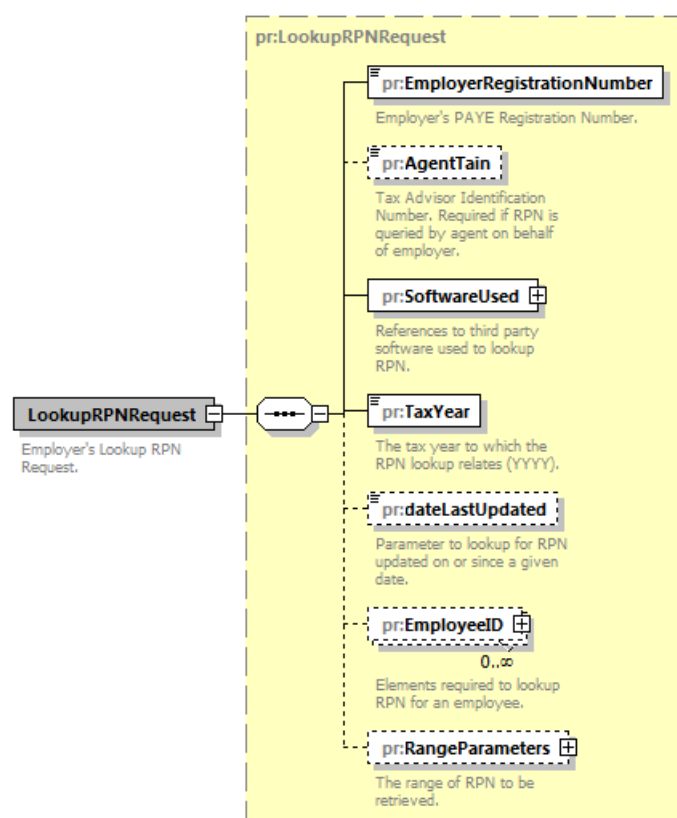 pr:LookupRPNRequest
pr:EmployerRegistrationNumber
Employer's PAYE Registration Number.
pr:AgentTain
Tax Advisor Identification
Number. Required if RPN is
queried by agent on behalf
of employer.
pr:SoftwareUsed
References to third party
software used to lookup
RPN.
LookupRPNRequest
Employer's Lookup RPN
Request.
pr:TaxYear
The tax year to which the
RPN lookup relates (YYYY).
pr:dateLastUpdated
Parameter to lookup for RPN
updated on or since a given
date.
pr:EmployeeID
0..∞
Elements required to lookup
RPN for an employee.
pr:RangeParameters
The range of RPN to be
retrieved.